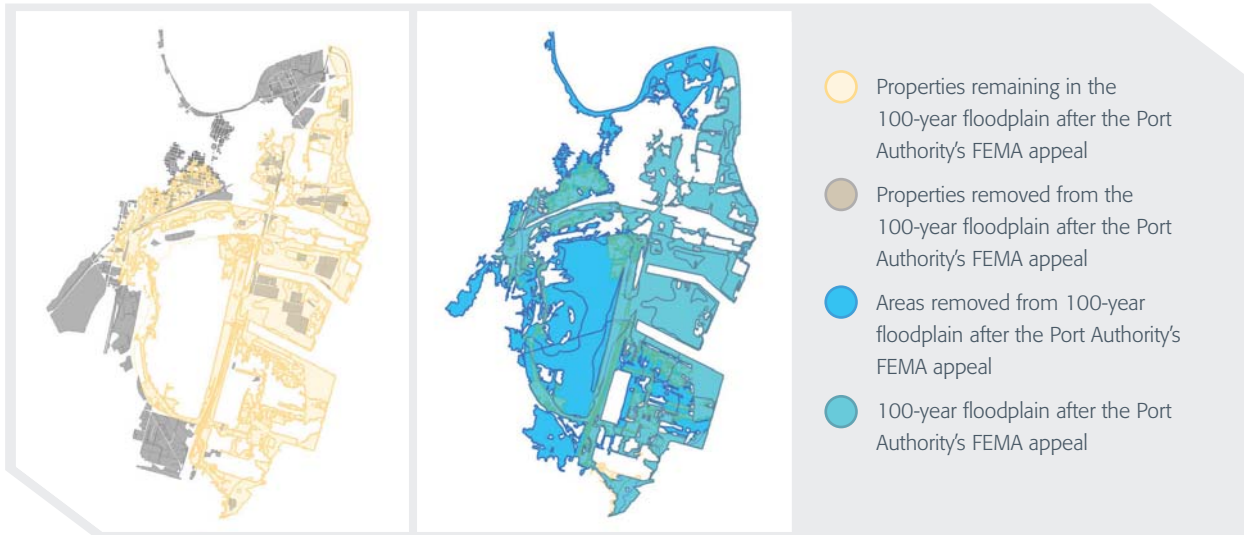 Properties remaining in the
100-year floodplain after the Port
Authority's FEMA appeal
Properties removed from the
100-year floodplain after the Port
Authority's FEMA appeal
Areas removed from 100-year
floodplain after the Port Authority's
FEMA appeal
100-year floodplain after the Port
Authority's FEMA appeal